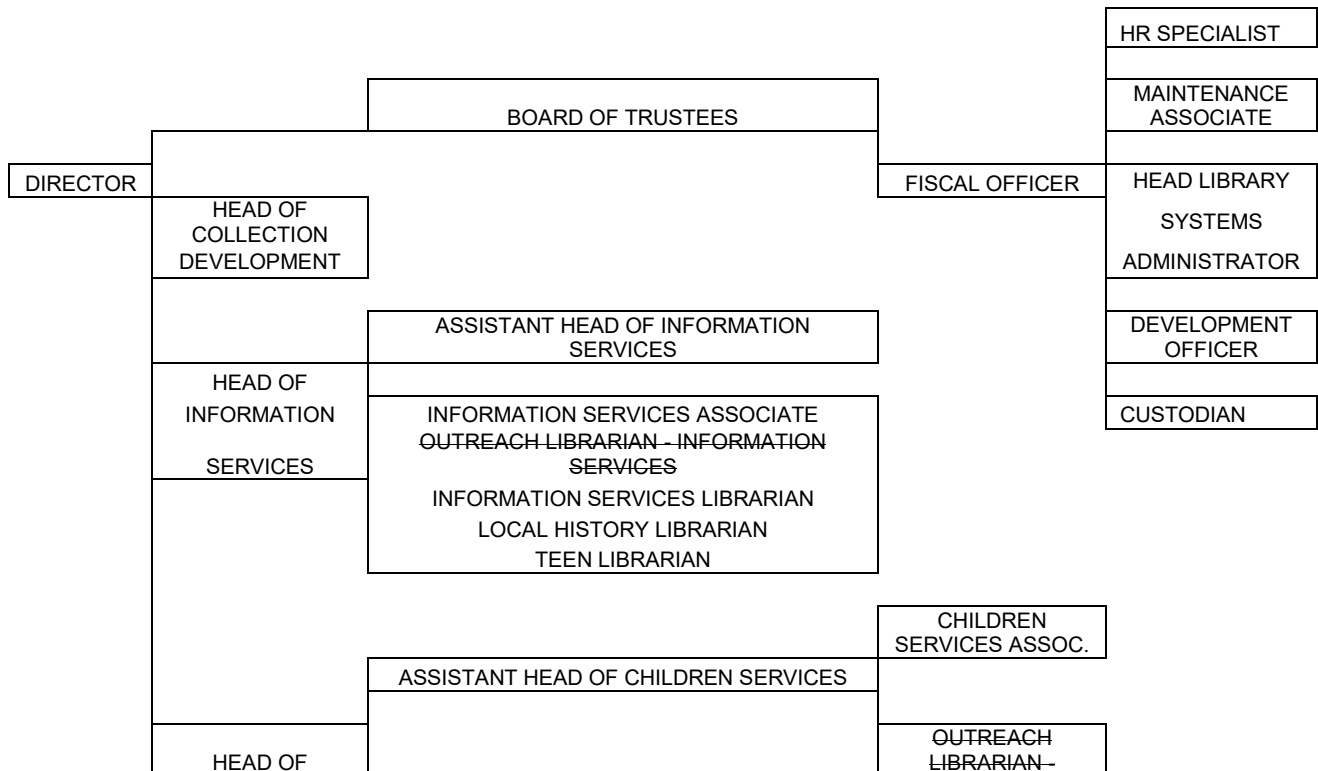 HR SPECIALIST
MAINTENANCE
ASSOCIATE
BOARD OF TRUSTEES
DIRECTOR
FISCAL OFFICER
HEAD LIBRARY
SYSTEMS
ADMINISTRATOR
HEAD OF
COLLECTION
DEVELOPMENT
ASSISTANT HEAD OF INFORMATION
SERVICES
DEVELOPMENT
OFFICER
HEAD OF
INFORMATION
SERVICES
INFORMATION SERVICES ASSOCIATE
OUTREACH LIBRARIAN - INFORMATION
SERVICES
INFORMATION SERVICES LIBRARIAN
LOCAL HISTORY LIBRARIAN
TEEN LIBRARIAN
CUSTODIAN
CHILDREN
SERVICES ASSOC.
ASSISTANT HEAD OF CHILDREN SERVICES
HEAD OF
OUTREACH
LIBRARIAN -